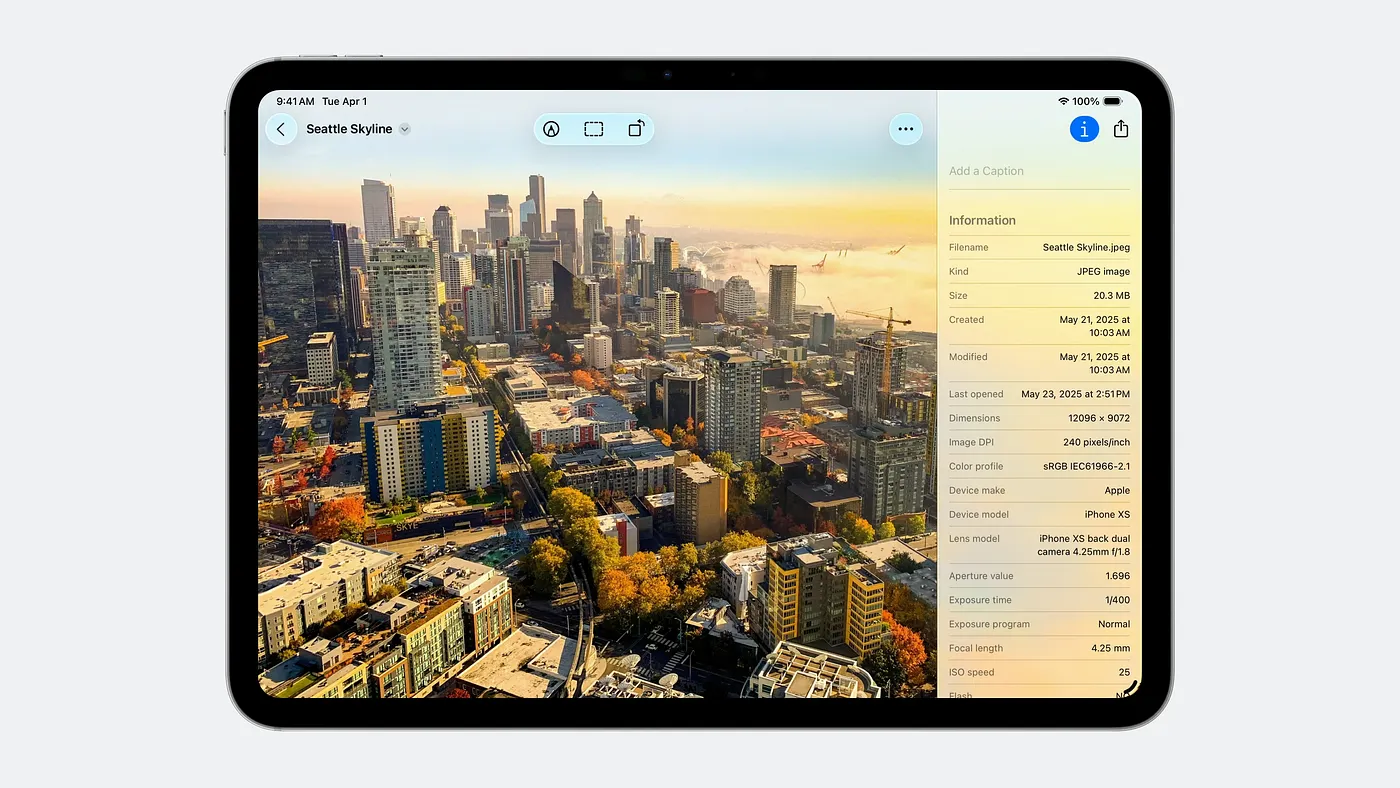 9:41 AM Tue Apr 1
100%
Seattle Skyline
Add a Caption
Information
Filename Seattle Skyline.jpeg
Kind JPEG image
Size 20.3 MB
Created May 21, 2025 at
10:03 AM
Modified May 21, 2025 at
10:03 AM
Last opened May 23, 2025 at 2:51 PM
Dimensions 12096 × 9072
Image DPI 240 pixels/inch
Color profile sRGB IEC61966-2.1
Device make Apple
Device model iPhone XS
Lens model iPhone XS back dual
camera 4.25mm f/1.8
Aperture value 1.696
Exposure time 1/400
Exposure program Normal
Focal length 4.25 mm
ISO speed 25
Flash No
SKYE